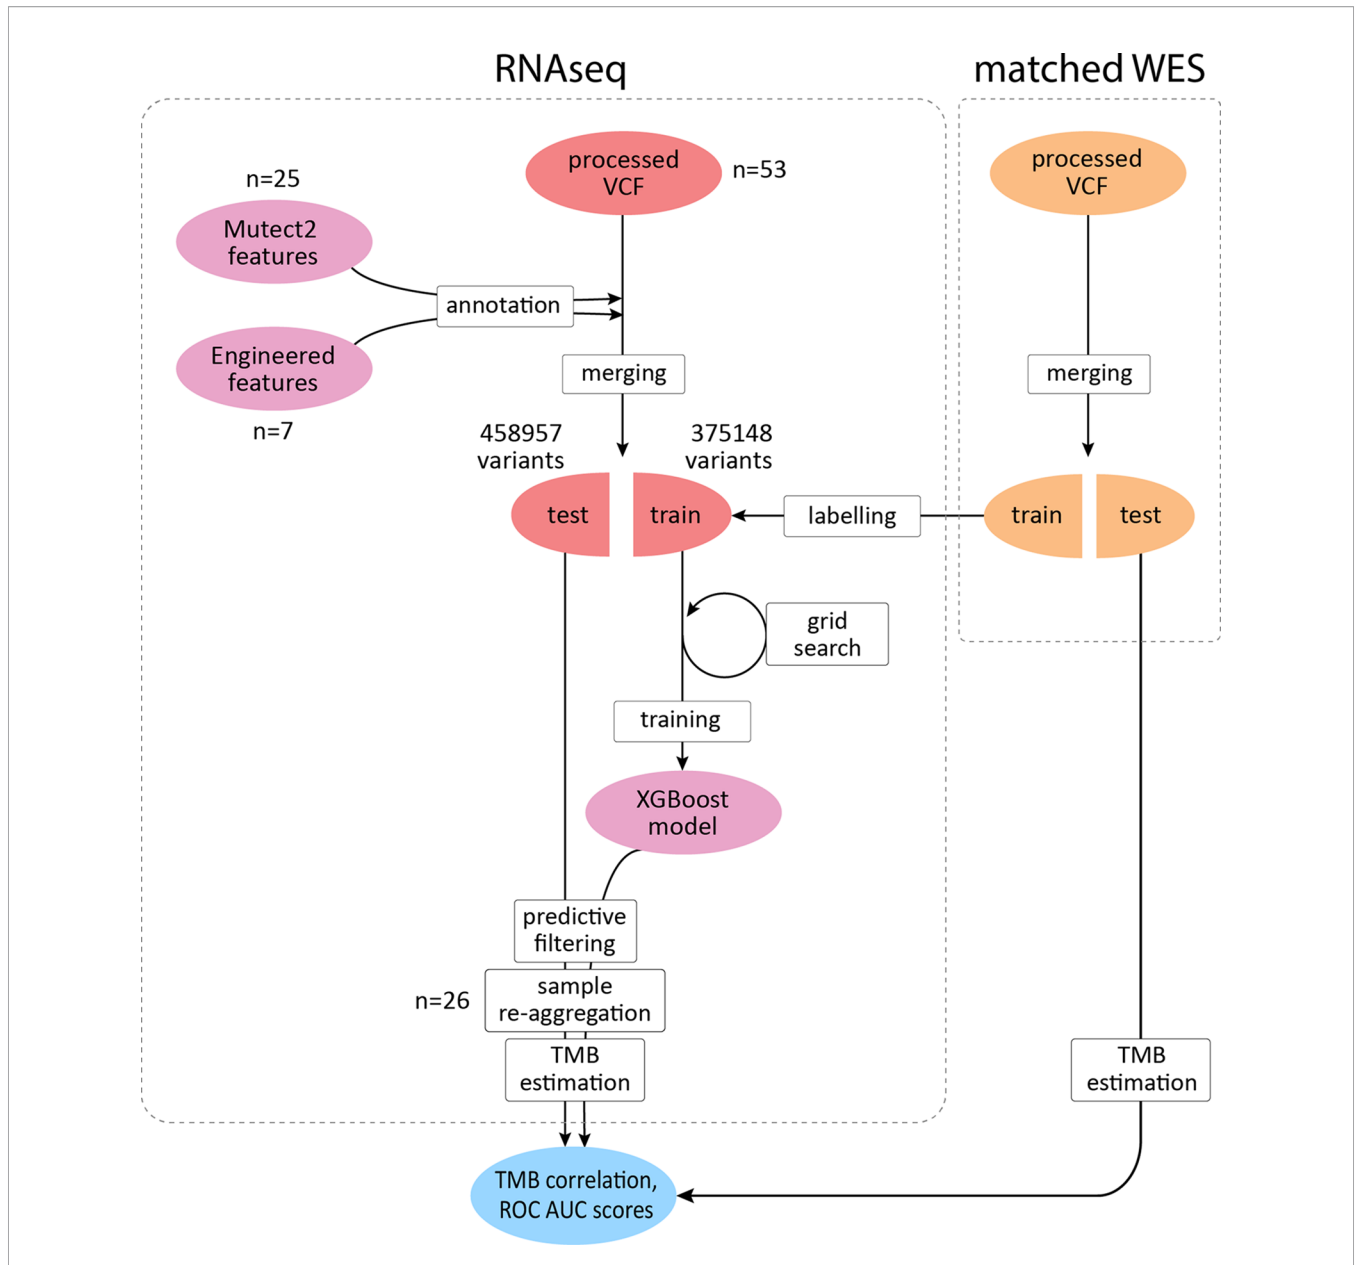 RNAseq
matched WES
processed
VCF
n=53
processed
VCF
n=25
Mutect2
features
annotation
Engineered
features
n=7
merging
merging
458957
variants
375148
variants
test
train
labelling
train
test
grid
search
training
XGBoost
model
predictive
filtering
n=26
sample
re-aggregation
TMB
estimation
TMB
estimation
TMB correlation,
ROC AUC scores